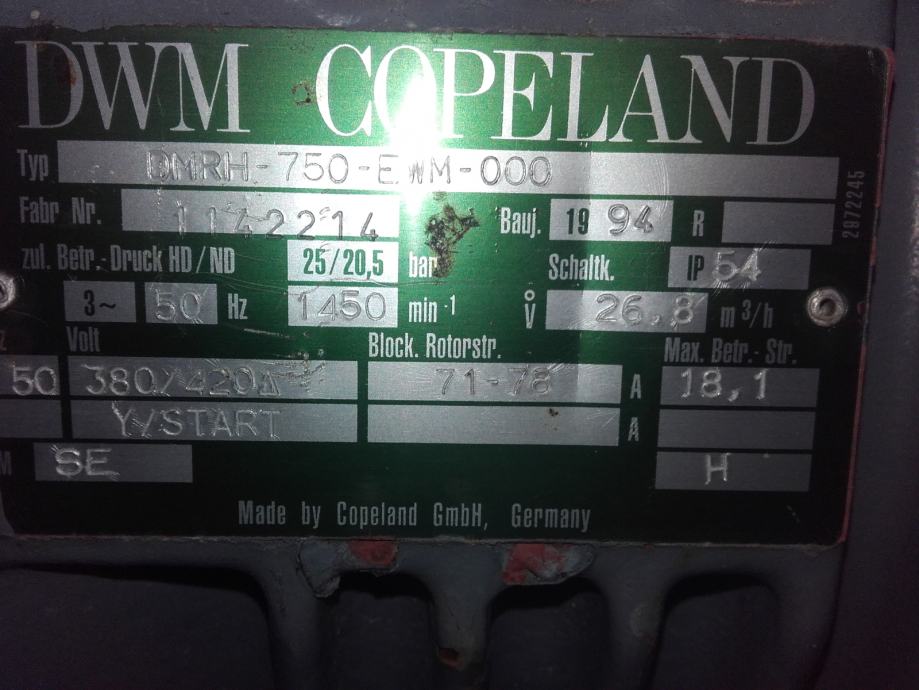 DWM COPELAND
Typ DMRH-750-EWM-000
Fabr Nr. 11422214 Bauj. 19 94 R
2972245
zul. Betr.-Druck HD/ND 25/20,5 bar Schaltk. IP 54
3~ 50 Hz 1450 min-1 V̊ 26,8 m³/h
Volt Block. Rotorstr. Max. Betr.-Str.
50 380/420Δ 71-78 A 18,1
Y/START A
SE H
Made by Copeland GmbH, Germany